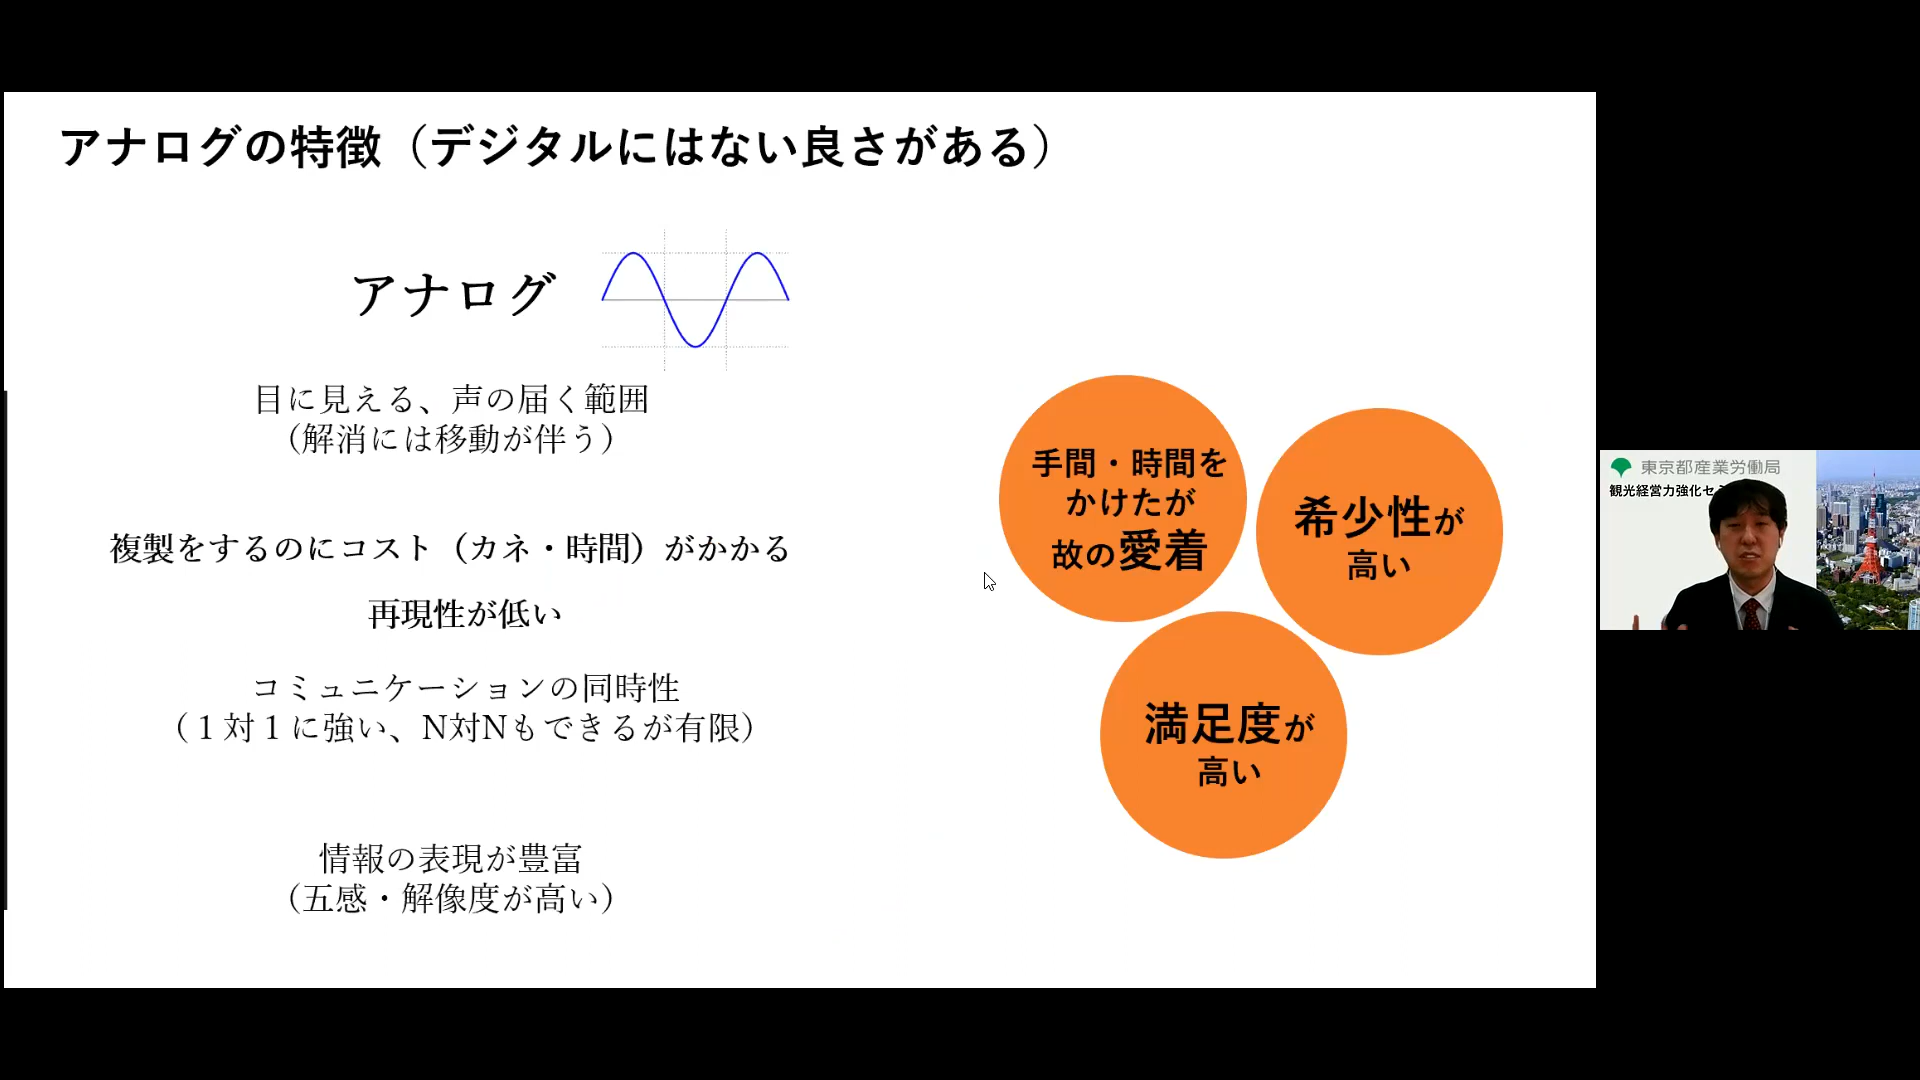 アナログの特徴（デジタルにはない良さがある）
アナログ
目に見える、声の届く範囲
（解消には移動が伴う）
複製をするのにコスト（カネ・時間）がかかる
再現性が低い
コミュニケーションの同時性
（１対１に強い、N対Nもできるが有限）
情報の表現が豊富
（五感・解像度が高い）
手間・時間を
かけたが
故の愛着
希少性が
高い
満足度が
高い
東京都産業労働局
観光経営力強化セ